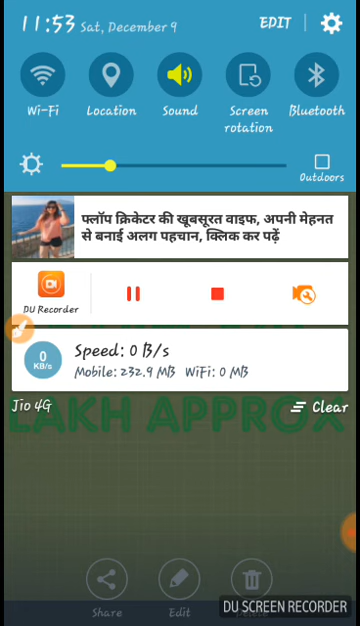 11:53 Sat, December 9 EDIT
Wi-Fi Location Sound Screen rotation Bluetooth
Outdoors
फ्लॉप क्रिकेटर की खूबसूरत वाइफ, अपनी मेहनत
से बनाई अलग पहचान, क्लिक कर पढ़ें
DU Recorder
0
KB/s
Speed: 0 B/s
Mobile: 232.9 MB WiFi: 0 MB
Jio 4G Clear
LAKH APPROX
Share Edit
DU SCREEN RECORDER